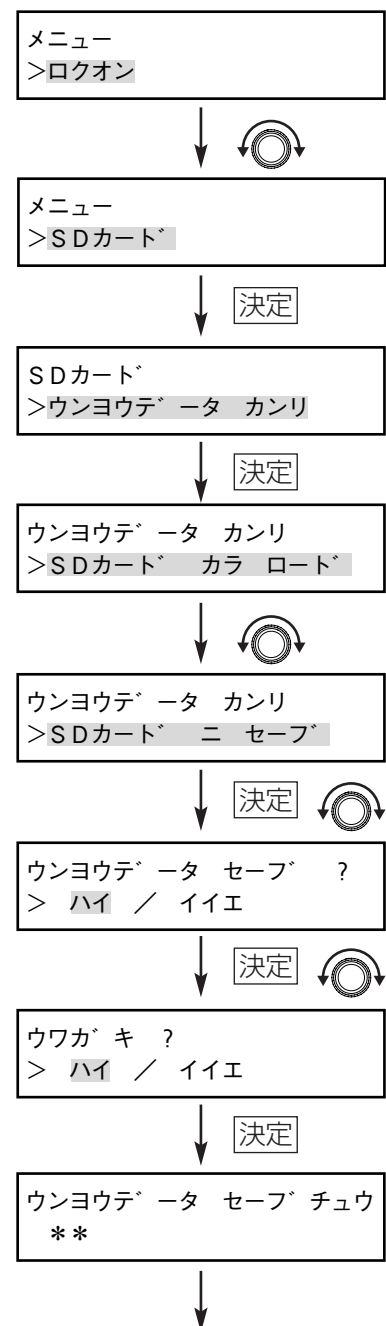 メニュー
＞ロクオン
メニュー
＞ＳＤカード
決定
ＳＤカード
＞ウンヨウデータ　カンリ
決定
ウンヨウデータ　カンリ
＞ＳＤカード　カラ　ロード
ウンヨウデータ　カンリ
＞ＳＤカード　ニ　セーブ
決定
ウンヨウデータ　セーブ　？
＞　ハイ　／　イイエ
決定
ウワガキ　？
＞　ハイ　／　イイエ
決定
ウンヨウデータ　セーブチュウ
＊＊